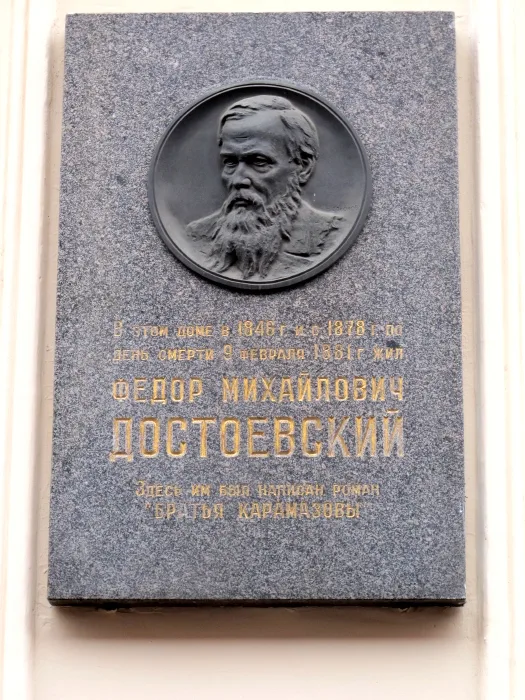 В этом доме в 1846 г. и с 1878 г. по
день смерти 9 февраля 1881 г. жил
ФЕДОР МИХАЙЛОВИЧ
ДОСТОЕВСКИЙ
Здесь им был написан роман
"БРАТЬЯ КАРАМАЗОВЫ"